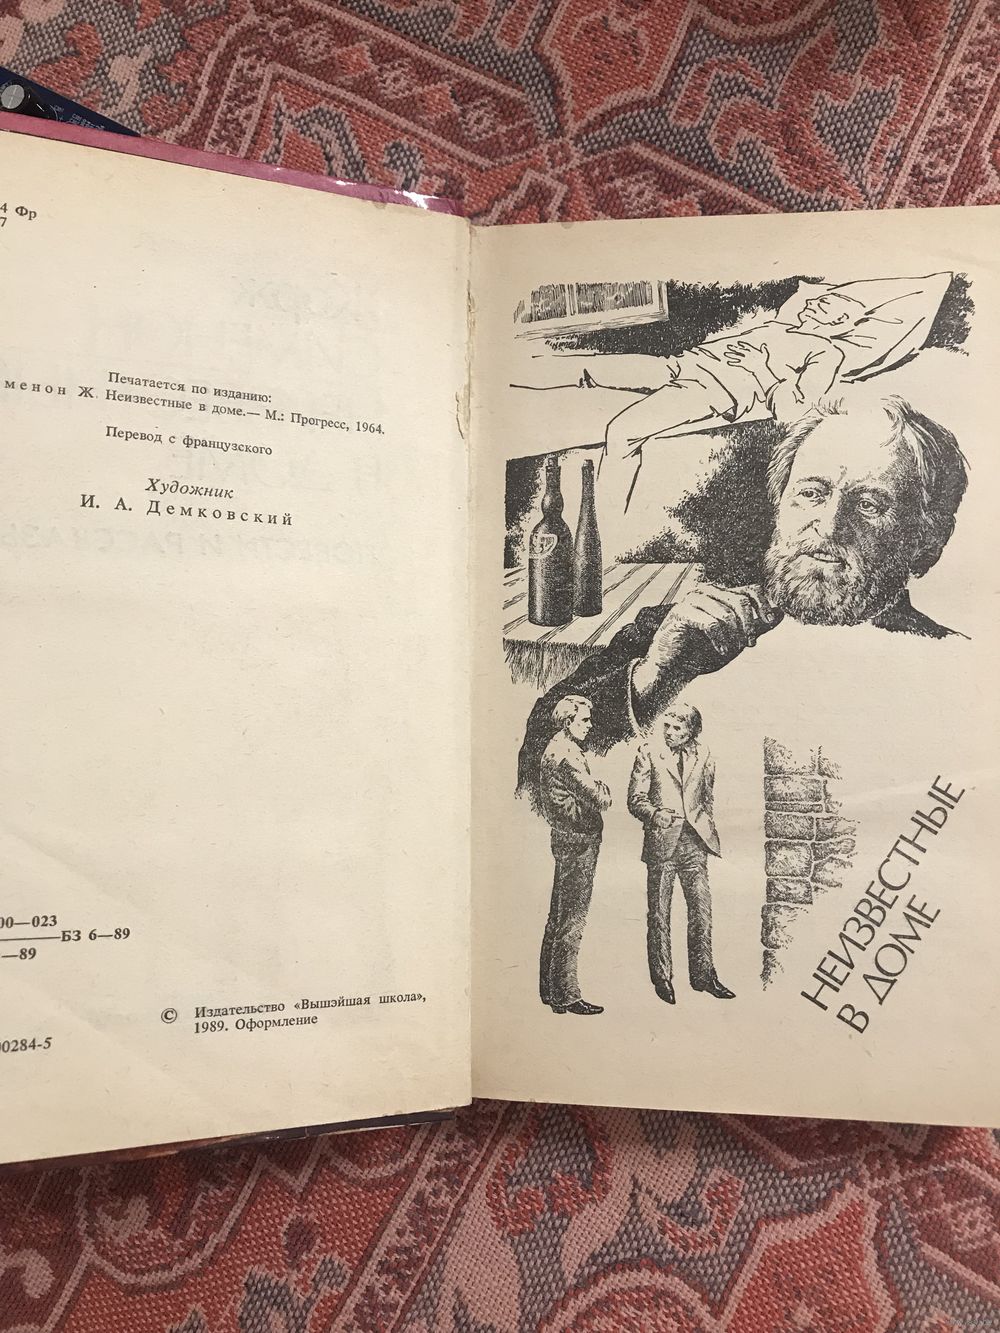 4 Фр
7
Печатается по изданию:
менон Ж. Неизвестные в доме.— М.: Прогресс, 1964.
Перевод с французского
Художник
И. А. Демковский
00—023
БЗ 6—89
—89
© Издательство «Вышэйшая школа»,
1989. Оформление
00284-5
НЕИЗВЕСТНЫЕ
В ДОМЕ